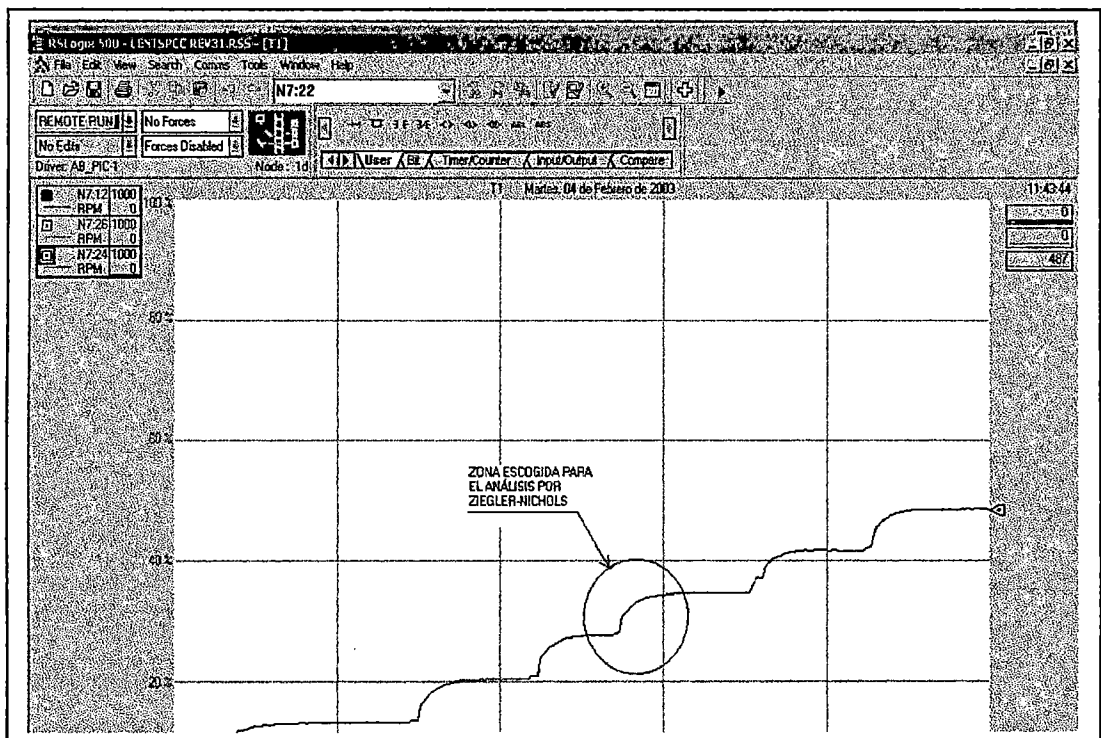 RSLogix 500 - LENTSPCC REV31.RSS - [T1]
File Edit View Search Comms Tools Window Help
N7:22
REMOTE RUN
No Forces
No Edits
Forces Disabled
Driver: AB_PIC-1
Node: 1d
User
Bit
Timer/Counter
Input/Output
Compare
T1 Martes, 04 de Febrero de 2003
11:43:44
N7:12 1000
RPM 0
N7:26 1000
RPM 0
N7:24 1000
RPM 0
100 %
0
0
487
80 %
60 %
ZONA ESCOGIDA PARA
EL ANÁLISIS POR
ZIEGLER-NICHOLS
40 %
20 %